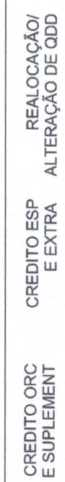 CREDITO ORC
E SUPLEMENT
CREDITO ESP
E EXTRA
REALOCAÇÃO/
ALTERAÇÃO DE QDD